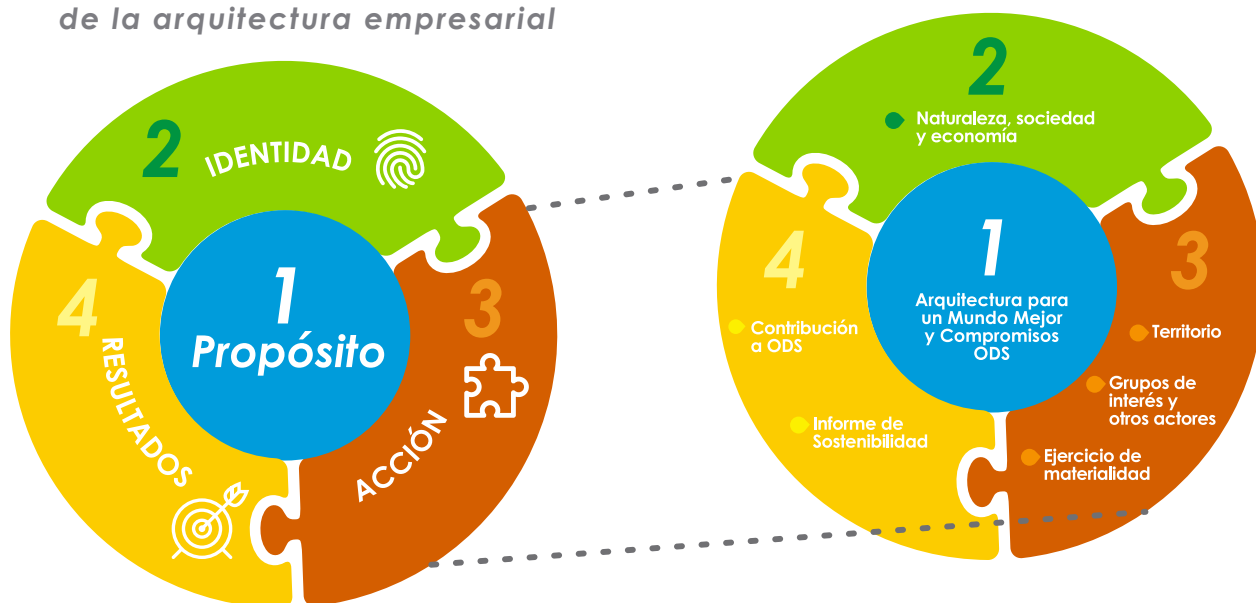 de la arquitectura empresarial
2
IDENTIDAD
1
Propósito
3
ACCIÓN
4
RESULTADOS
2
Naturaleza, sociedad
y economía
1
Arquitectura para
un Mundo Mejor
y Compromisos
ODS
3
Territorio
Grupos de
interés y
otros actores
Ejercicio de
materialidad
4
Contribución
a ODS
Informe de
Sostenibilidad